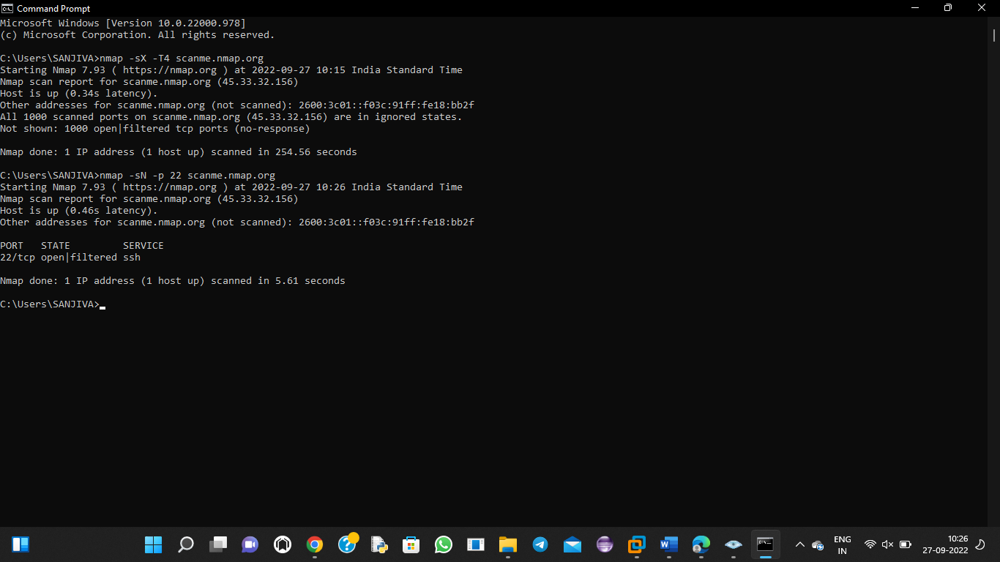 Command Prompt
Microsoft Windows [Version 10.0.22000.978]
(c) Microsoft Corporation. All rights reserved.
C:\Users\SANJIVA>nmap -sX -T4 scanme.nmap.org
Starting Nmap 7.93 ( https://nmap.org ) at 2022-09-27 10:15 India Standard Time
Nmap scan report for scanme.nmap.org (45.33.32.156)
Host is up (0.34s latency).
Other addresses for scanme.nmap.org (not scanned): 2600:3c01::f03c:91ff:fe18:bb2f
All 1000 scanned ports on scanme.nmap.org (45.33.32.156) are in ignored states.
Not shown: 1000 open|filtered tcp ports (no-response)
Nmap done: 1 IP address (1 host up) scanned in 254.56 seconds
C:\Users\SANJIVA>nmap -sN -p 22 scanme.nmap.org
Starting Nmap 7.93 ( https://nmap.org ) at 2022-09-27 10:26 India Standard Time
Nmap scan report for scanme.nmap.org (45.33.32.156)
Host is up (0.46s latency).
Other addresses for scanme.nmap.org (not scanned): 2600:3c01::f03c:91ff:fe18:bb2f
PORT   STATE         SERVICE
22/tcp open|filtered ssh
Nmap done: 1 IP address (1 host up) scanned in 5.61 seconds
C:\Users\SANJIVA>
ENG
IN
10:26
27-09-2022